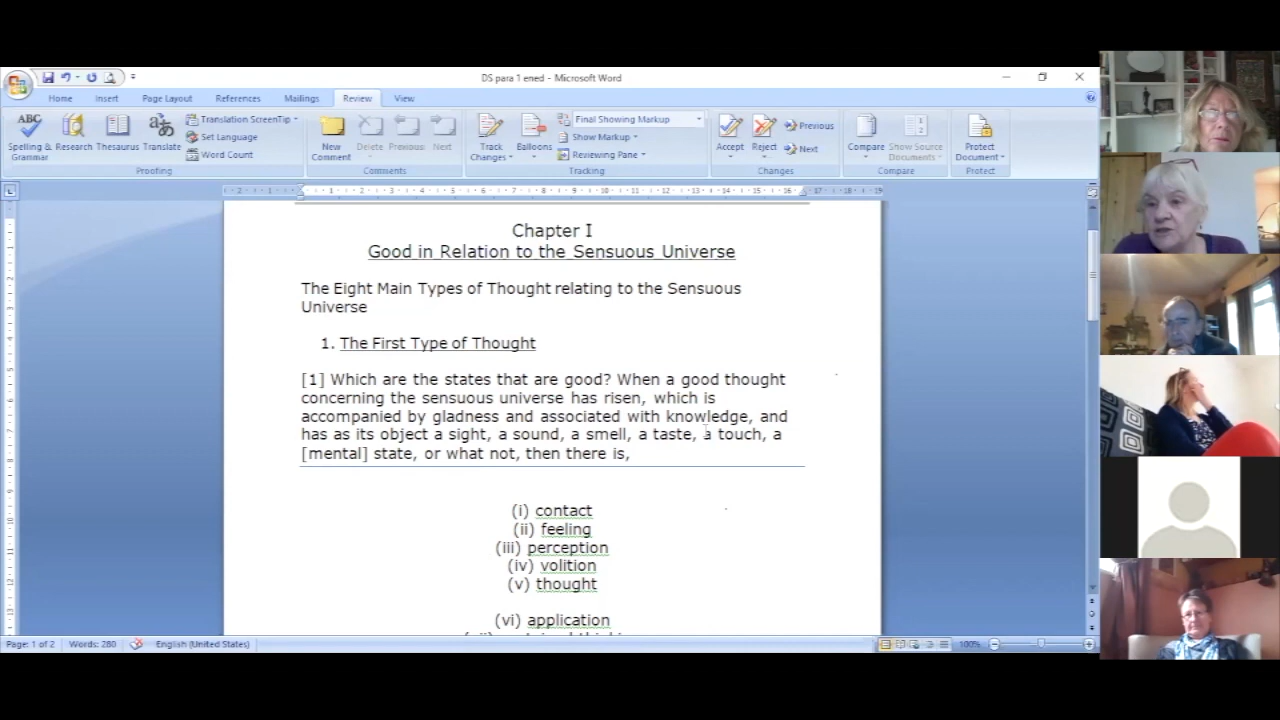 DS para 1 ened - Microsoft Word
Home Insert Page Layout References Mailings Review View
ABC
Spelling & Grammar
Research
Thesaurus
Translate
Translation ScreenTip
Set Language
Word Count
Proofing
New Comment
Delete
Previous
Next
Comments
Track Changes
Balloons
Final Showing Markup
Show Markup
Reviewing Pane
Tracking
Accept
Reject
Previous
Next
Changes
Compare
Show Source Documents
Compare
Protect Document
Protect
Chapter I
Good in Relation to the Sensuous Universe
The Eight Main Types of Thought relating to the Sensuous
Universe
1. The First Type of Thought
[1] Which are the states that are good? When a good thought
concerning the sensuous universe has risen, which is
accompanied by gladness and associated with knowledge, and
has as its object a sight, a sound, a smell, a taste, a touch, a
[mental] state, or what not, then there is,
(i) contact
(ii) feeling
(iii) perception
(iv) volition
(v) thought
(vi) application
Page: 1 of 2 Words: 280 English (United States) 100%